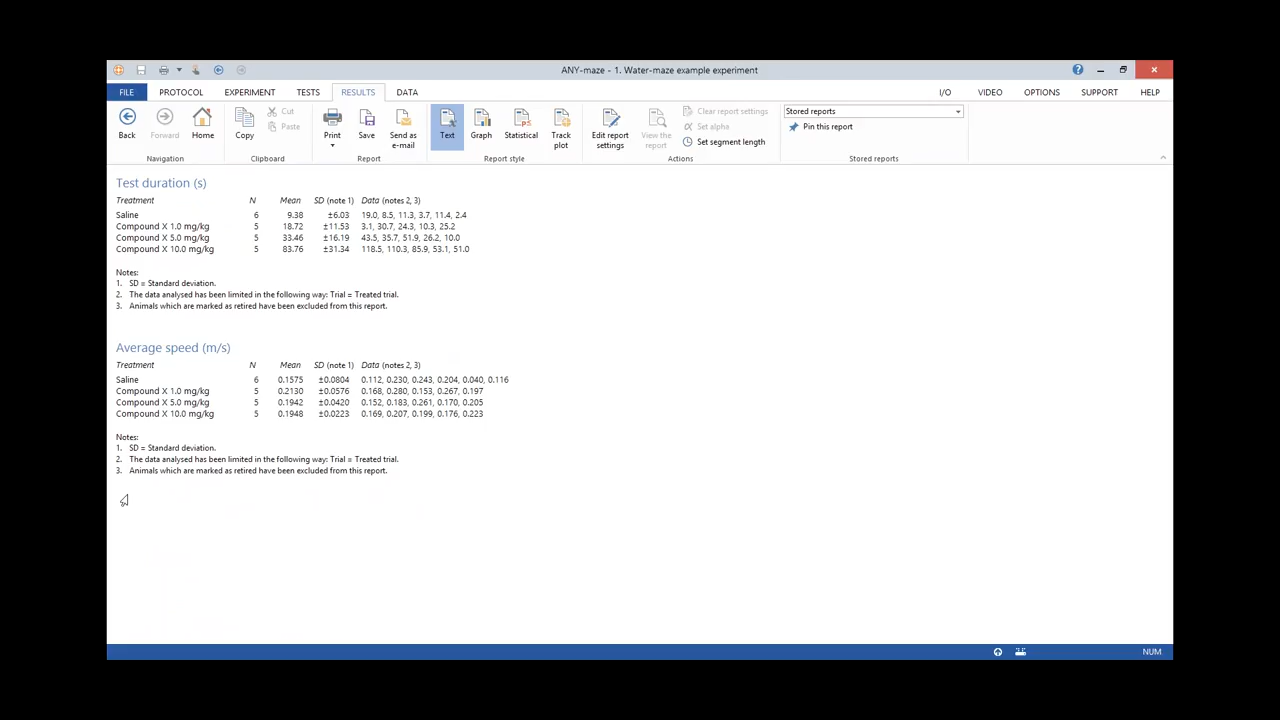 ANY-maze - 1. Water-maze example experiment
FILE PROTOCOL EXPERIMENT TESTS RESULTS DATA I/O VIDEO OPTIONS SUPPORT HELP
Back Forward Home Copy Cut Paste Print Save Send as e-mail Text Graph Statistical Track plot Edit report settings View the report Clear report settings Set alpha Set segment length Stored reports Pin this report
Navigation Clipboard Report Report style Actions Stored reports
Test duration (s)
Treatment N Mean SD (note 1) Data (notes 2, 3)
Saline 6 9.38 ±6.03 19.0, 8.5, 11.3, 3.7, 11.4, 2.4
Compound X 1.0 mg/kg 5 18.72 ±11.53 3.1, 30.7, 24.3, 10.3, 25.2
Compound X 5.0 mg/kg 5 33.46 ±16.19 43.5, 35.7, 51.9, 26.2, 10.0
Compound X 10.0 mg/kg 5 83.76 ±31.34 118.5, 110.3, 85.9, 53.1, 51.0
Notes:
1. SD = Standard deviation.
2. The data analysed has been limited in the following way: Trial = Treated trial.
3. Animals which are marked as retired have been excluded from this report.
Average speed (m/s)
Treatment N Mean SD (note 1) Data (notes 2, 3)
Saline 6 0.1575 ±0.0804 0.112, 0.230, 0.243, 0.204, 0.040, 0.116
Compound X 1.0 mg/kg 5 0.2130 ±0.0576 0.168, 0.280, 0.153, 0.267, 0.197
Compound X 5.0 mg/kg 5 0.1942 ±0.0420 0.152, 0.183, 0.261, 0.170, 0.205
Compound X 10.0 mg/kg 5 0.1948 ±0.0223 0.169, 0.207, 0.199, 0.176, 0.223
Notes:
1. SD = Standard deviation.
2. The data analysed has been limited in the following way: Trial = Treated trial.
3. Animals which are marked as retired have been excluded from this report.
NUM